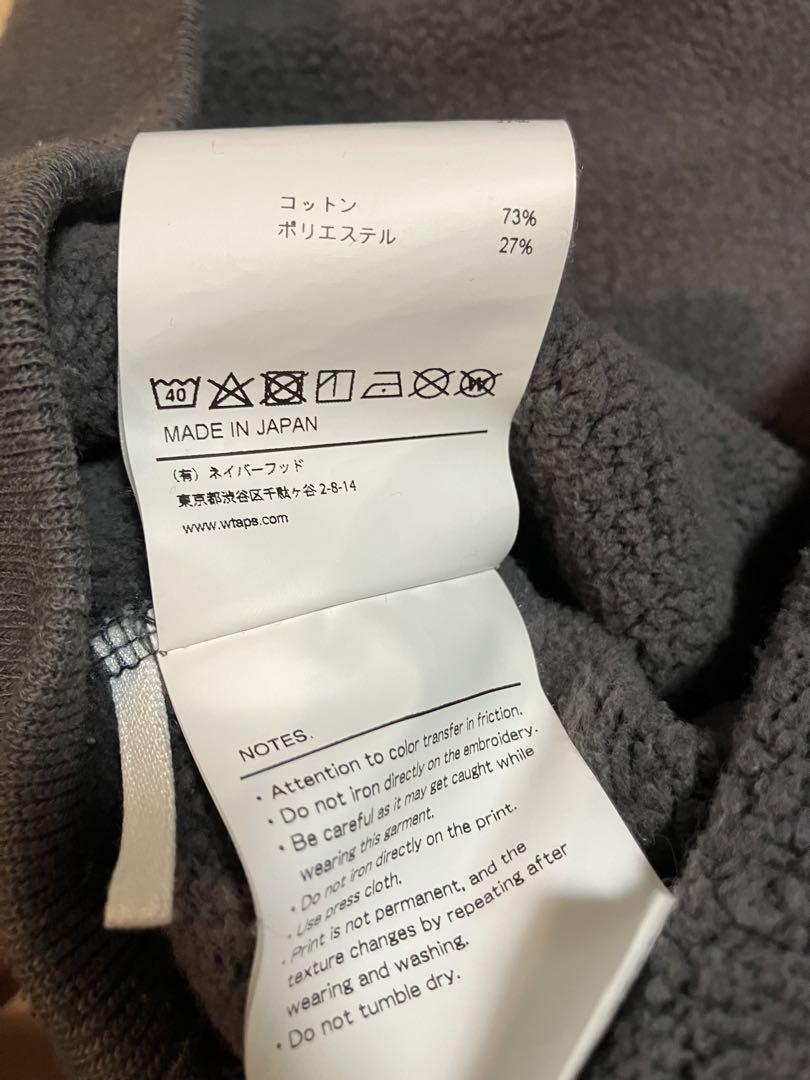 コットン 73%
ポリエステル 27%
40
MADE IN JAPAN
(有) ネイバーフッド
東京都渋谷区千駄ヶ谷 2-8-14
www.wtaps.com
NOTES.
・Attention to color transfer in friction.
・Do not iron directly on the embroidery.
・Be careful as it may get caught while
wearing this garment.
・Do not iron directly on the print.
・Use press cloth.
・Print is not permanent, and the
texture changes by repeating after
wearing and washing.
・Do not tumble dry.